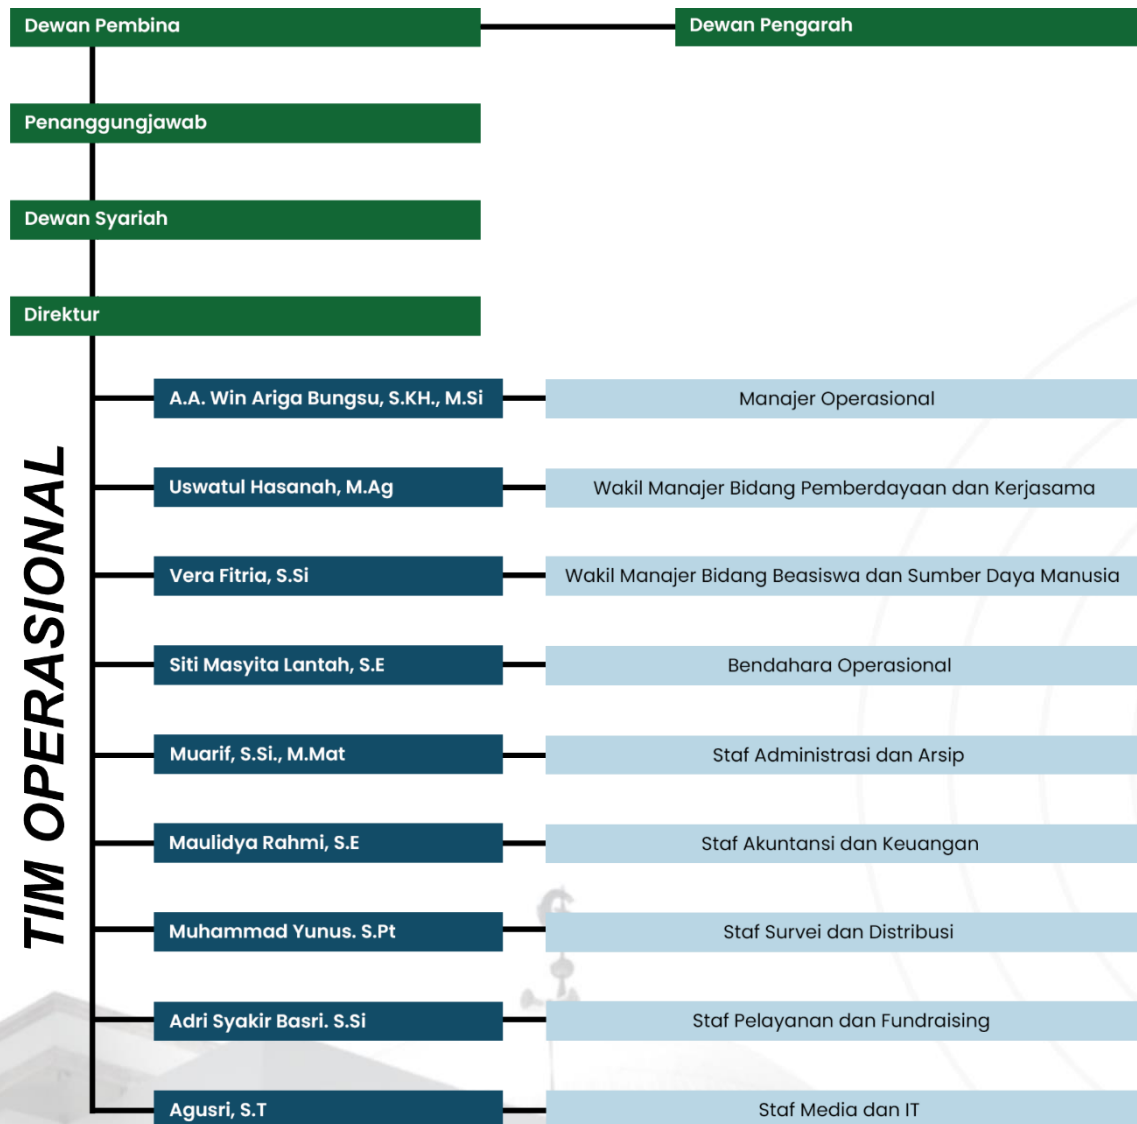 Dewan Pembina
Dewan Pengarah
Penanggungjawab
Dewan Syariah
Direktur
TIM OPERASIONAL
A.A. Win Ariga Bungsu, S.KH., M.Si
Manajer Operasional
Uswatul Hasanah, M.Ag
Wakil Manajer Bidang Pemberdayaan dan Kerjasama
Vera Fitria, S.Si
Wakil Manajer Bidang Beasiswa dan Sumber Daya Manusia
Siti Masyita Lantah, S.E
Bendahara Operasional
Muarif, S.Si., M.Mat
Staf Administrasi dan Arsip
Maulidya Rahmi, S.E
Staf Akuntansi dan Keuangan
Muhammad Yunus. S.Pt
Staf Survei dan Distribusi
Adri Syakir Basri. S.Si
Staf Pelayanan dan Fundraising
Agusri, S.T
Staf Media dan IT